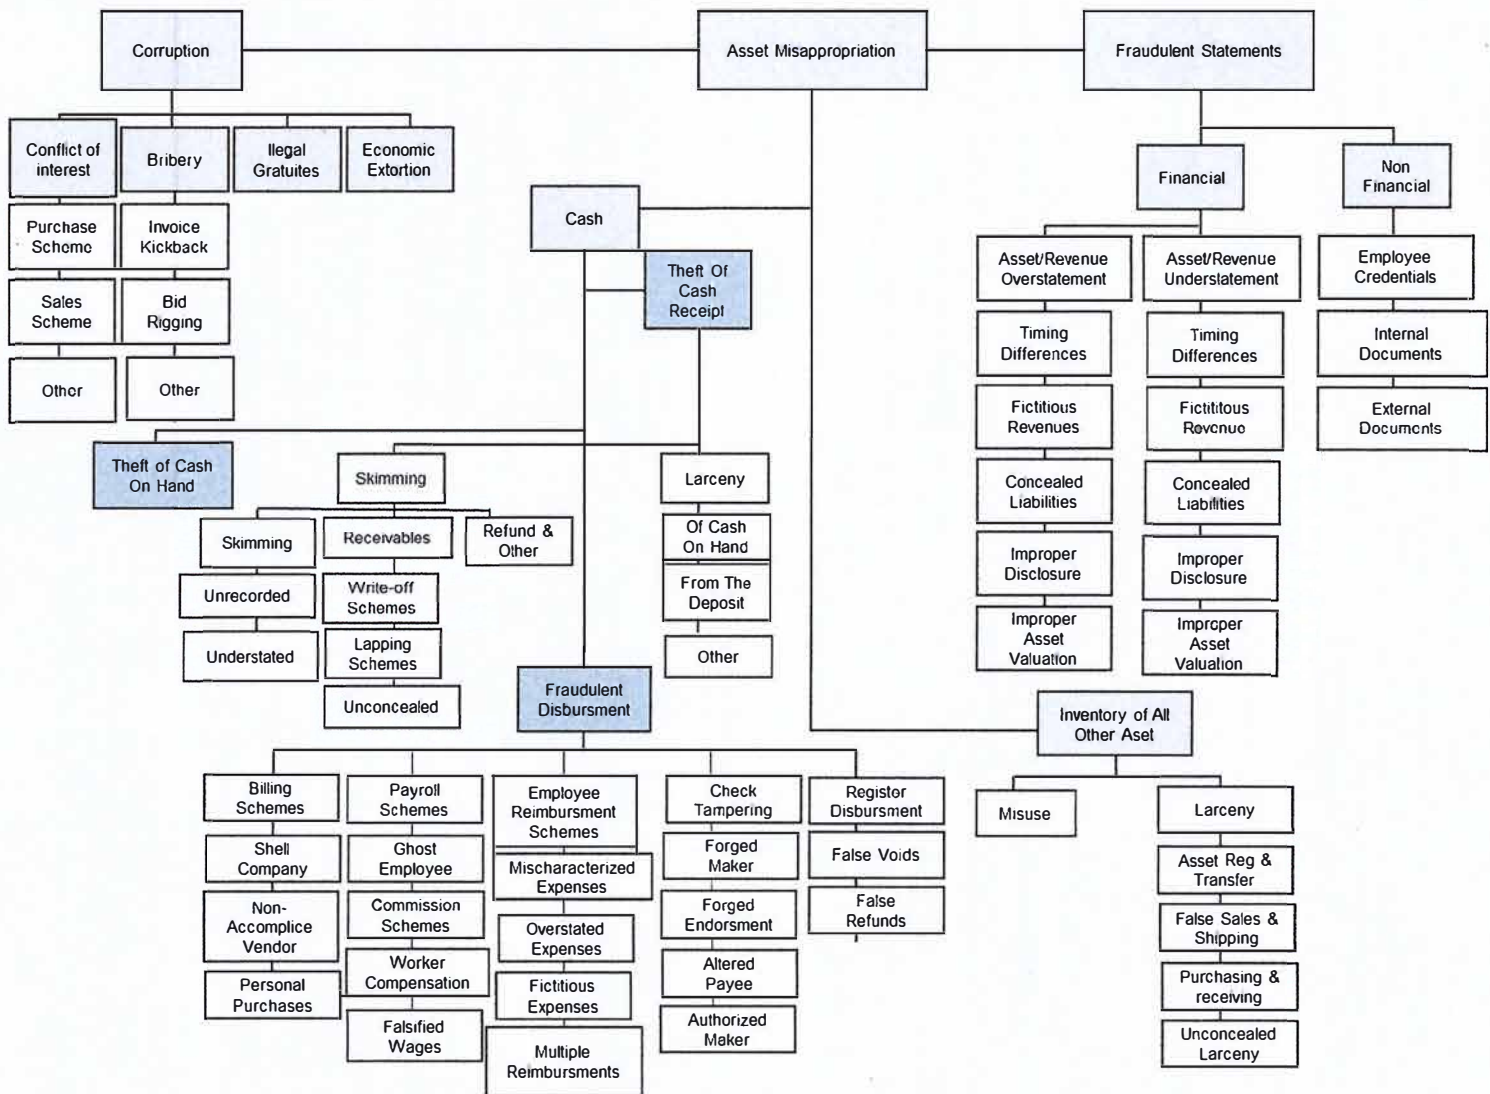 Corruption
Asset Misappropriation
Fraudulent Statements
Conflict of
interest
Bribery
Ilegal
Gratuites
Economic
Extortion
Purchase
Scheme
Invoice
Kickback
Sales
Scheme
Bid
Rigging
Other
Other
Cash
Theft Of
Cash
Receipt
Theft of Cash
On Hand
Skimming
Larceny
Skimming
Unrecorded
Understated
Receivables
Write-off
Schemes
Lapping
Schemes
Unconcealed
Refund &
Other
Of Cash
On Hand
From The
Deposit
Other
Fraudulent
Disbursment
Billing
Schemes
Shell
Company
Non-
Accomplice
Vendor
Personal
Purchases
Payroll
Schemes
Ghost
Employee
Commission
Schemes
Worker
Compensation
Falsified
Wages
Employee
Reimbursment
Schemes
Mischaracterized
Expenses
Overstated
Expenses
Fictitious
Expenses
Multiple
Reimbursments
Check
Tampering
Forged
Maker
Forged
Endorsment
Altered
Payee
Authorized
Maker
Register
Disbursment
False Voids
False
Refunds
Financial
Non
Financial
Asset/Revenue
Overstatement
Timing
Differences
Fictitious
Revenues
Concealed
Liabilities
Improper
Disclosure
Improper
Asset
Valuation
Asset/Revenue
Understatement
Timing
Differences
Fictititous
Revenue
Concealed
Liabilities
Improper
Disclosure
Improper
Asset
Valuation
Employee
Credentials
Internal
Documents
External
Documents
Inventory of All
Other Aset
Misuse
Larceny
Asset Reg &
Transfer
False Sales &
Shipping
Purchasing &
receiving
Unconcealed
Larceny